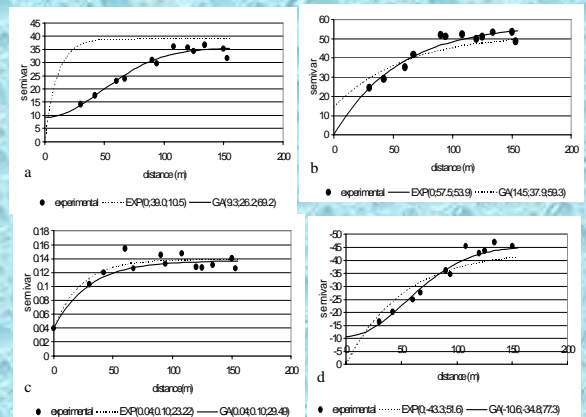 45
40
35
30
25
20
15
10
5
0
semivar
0 50 100 150 200
distance (m)
a
experimental EXP(0;39.0;10.5) GA(9.3;26.2;69.2)
60
50
40
30
20
10
0
semivar
0 50 100 150 200
distance (m)
b
experimental EXP(0;57.5;53.9) GA(14.5;37.9;59.3)
0.18
0.16
0.14
0.12
0.1
0.08
0.06
0.04
0.02
0
semivar
0 50 100 150 200
distance(m)
c
experimental EXP(0.04;0.10;23.22) GA(0.04;0.10;29.49)
-50
-45
-40
-35
-30
-25
-20
-15
-10
-5
0
semivar
0 50 100 150 200
distance (m)
d
experimental EXP(0;-43.3;51.6) GA(-10.6;-34.8;77.3)